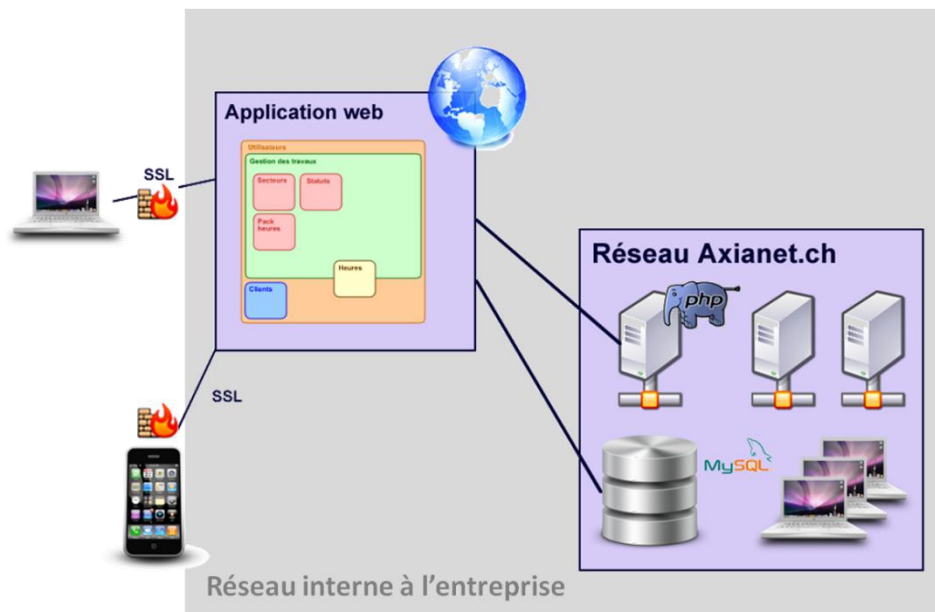 Application web
Utilisateurs
Gestion des travaux
SSL
Secteurs
Statuts
Pack
heures
Réseau Axianet.ch
Heures
Clients
php
SSL
MySQL
Réseau interne à l'entreprise